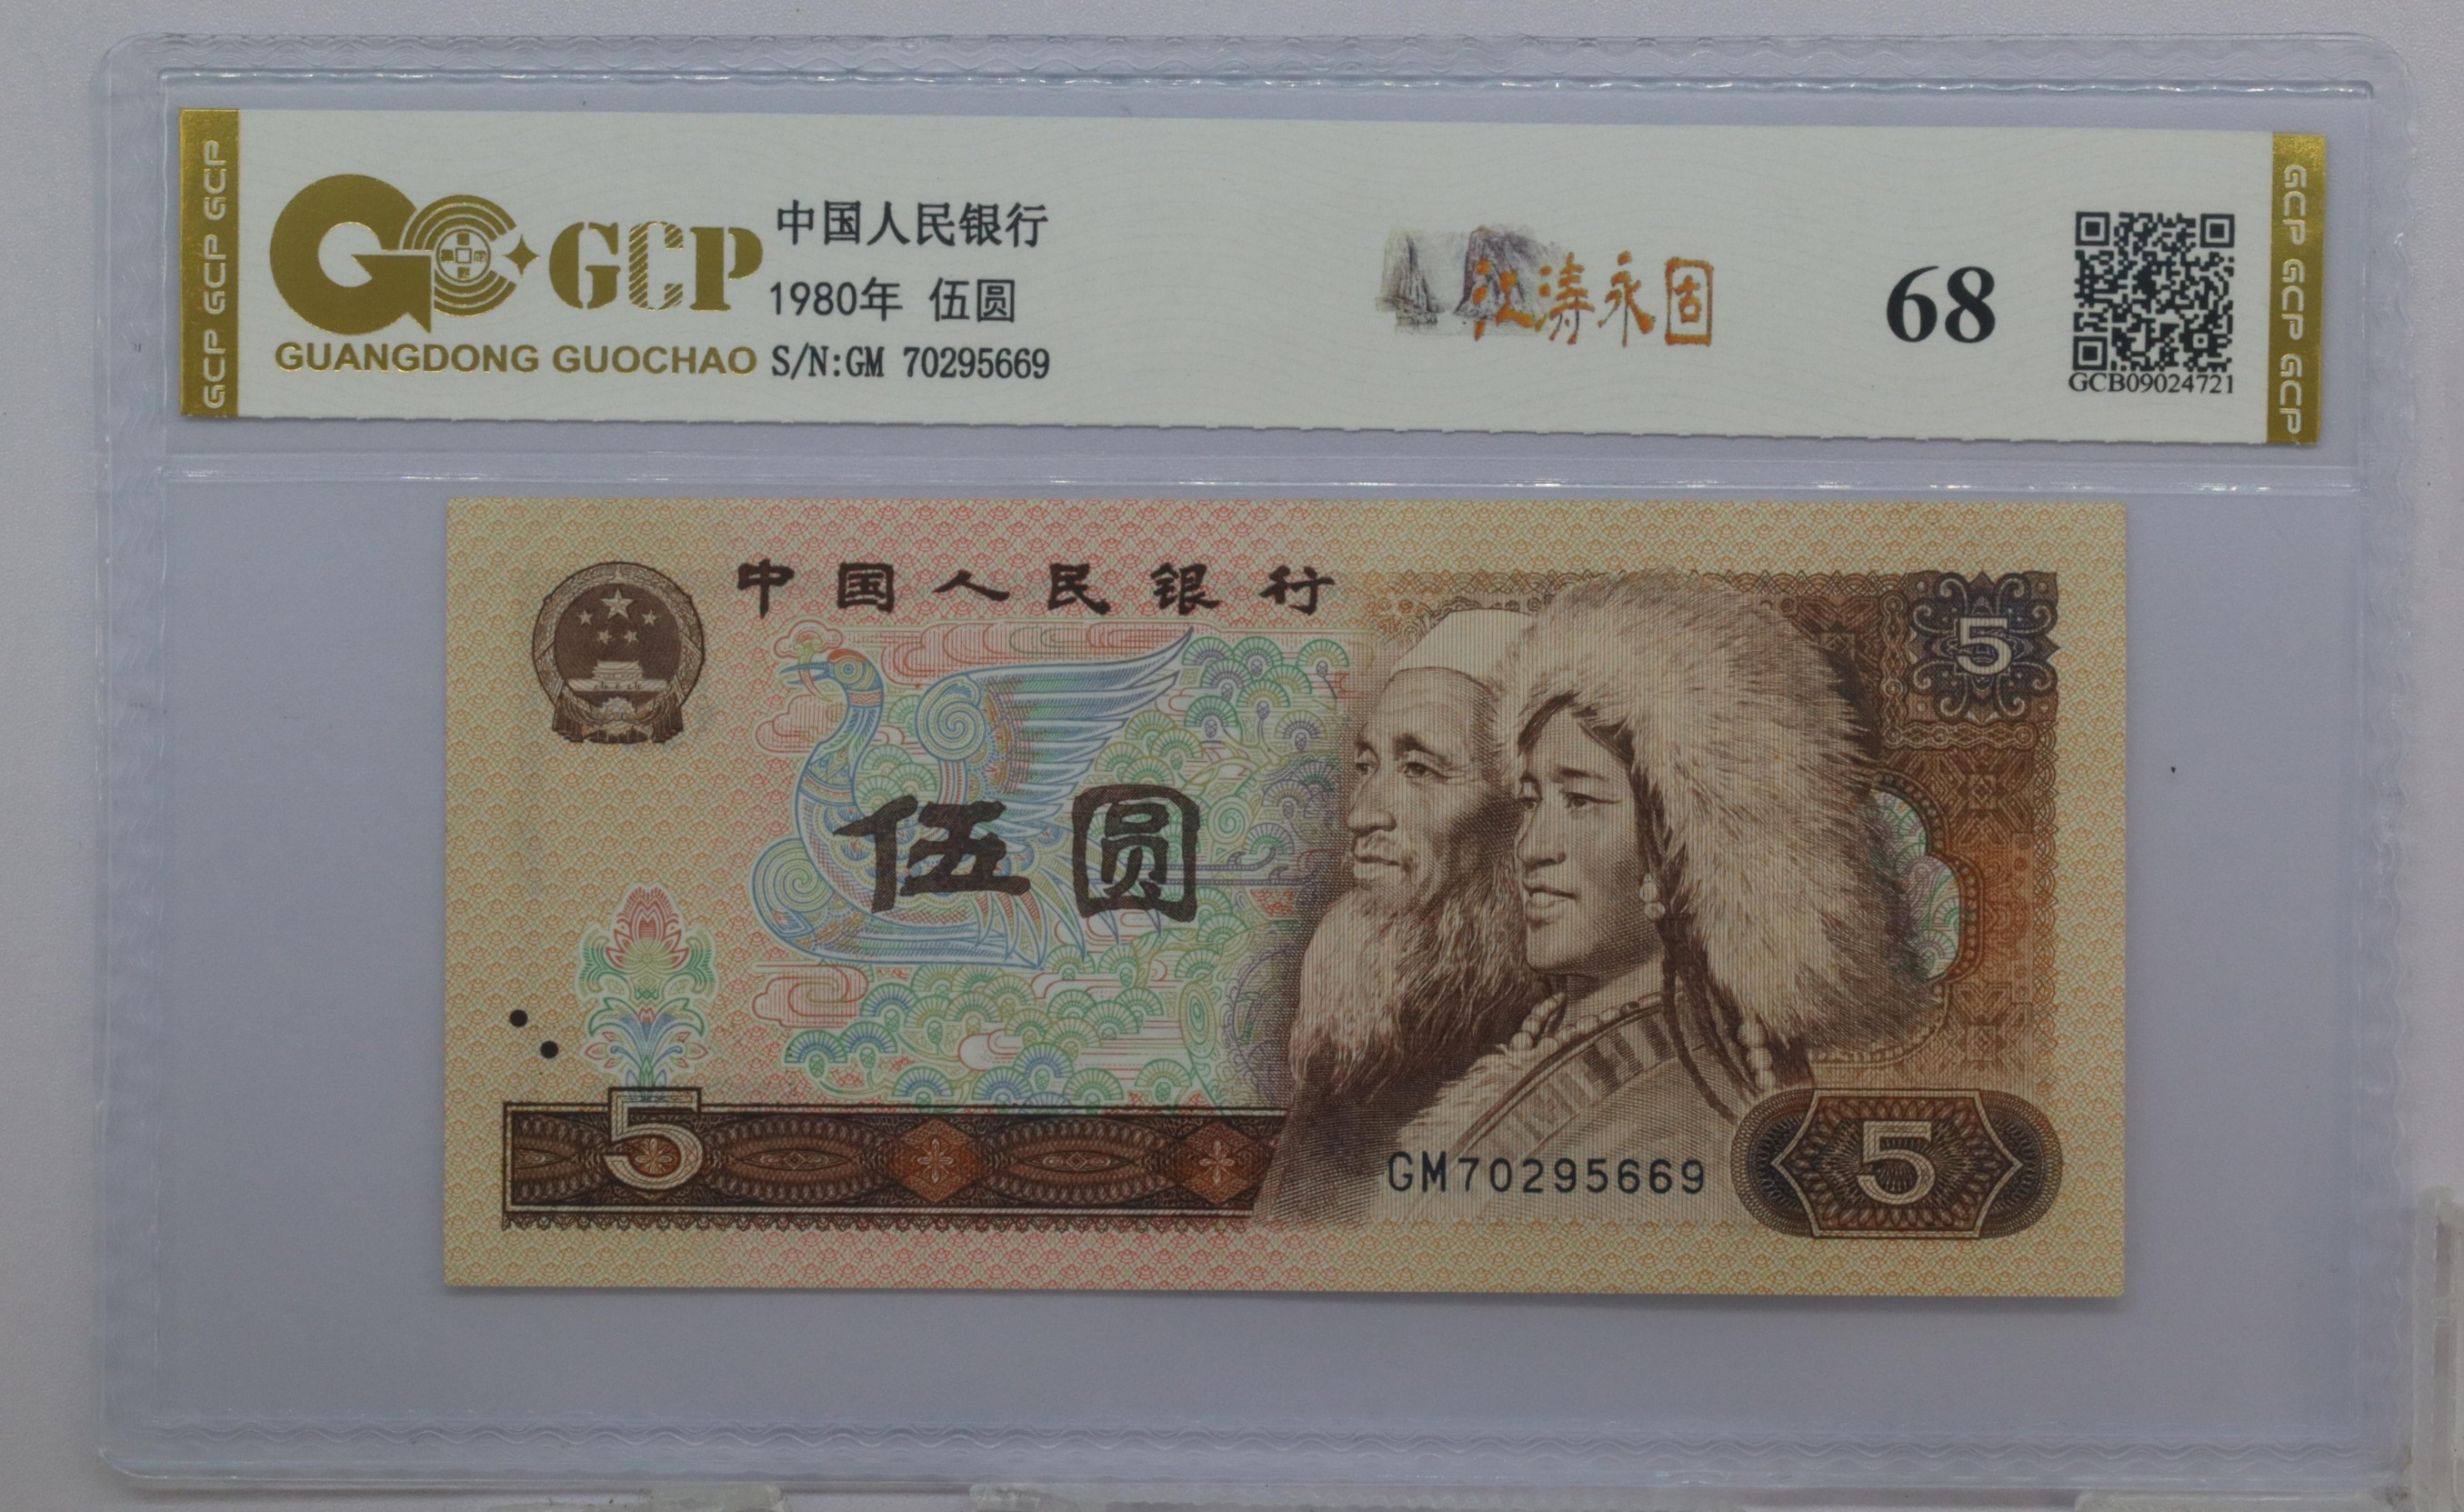 GCP GCP GCP
GCP
GUANGDONG GUOCHAO
中国人民银行
1980年 伍圆
S/N:GM 70295669
江涛永固
68
GCB09024721
GCP GCP GCP
中国人民银行
5
伍圆
5
GM70295669
5